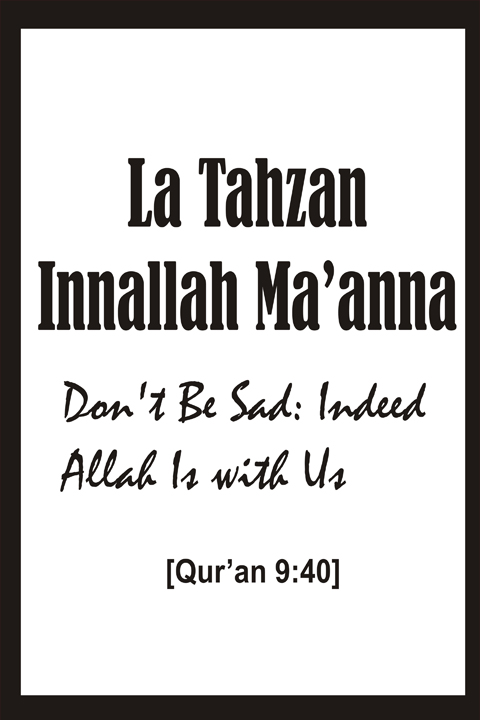 La Tahzan
Innallah Ma’anna
Don't Be Sad: Indeed
Allah Is with Us
[Qur’an 9:40]